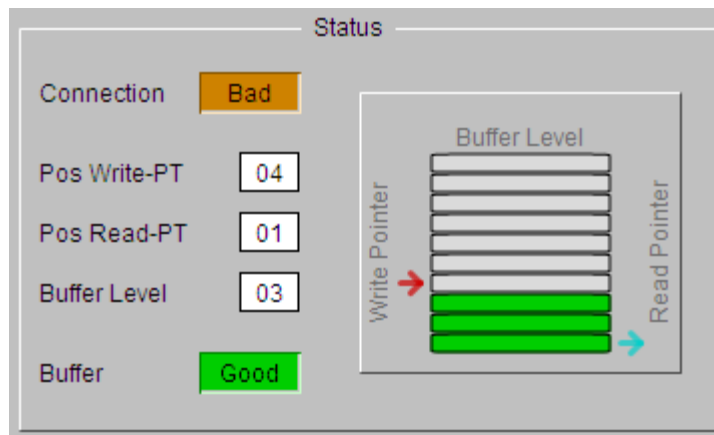 Status
Connection Bad
Pos Write-PT 04
Pos Read-PT 01
Buffer Level 03
Buffer Good
Buffer Level
Write Pointer
Read Pointer